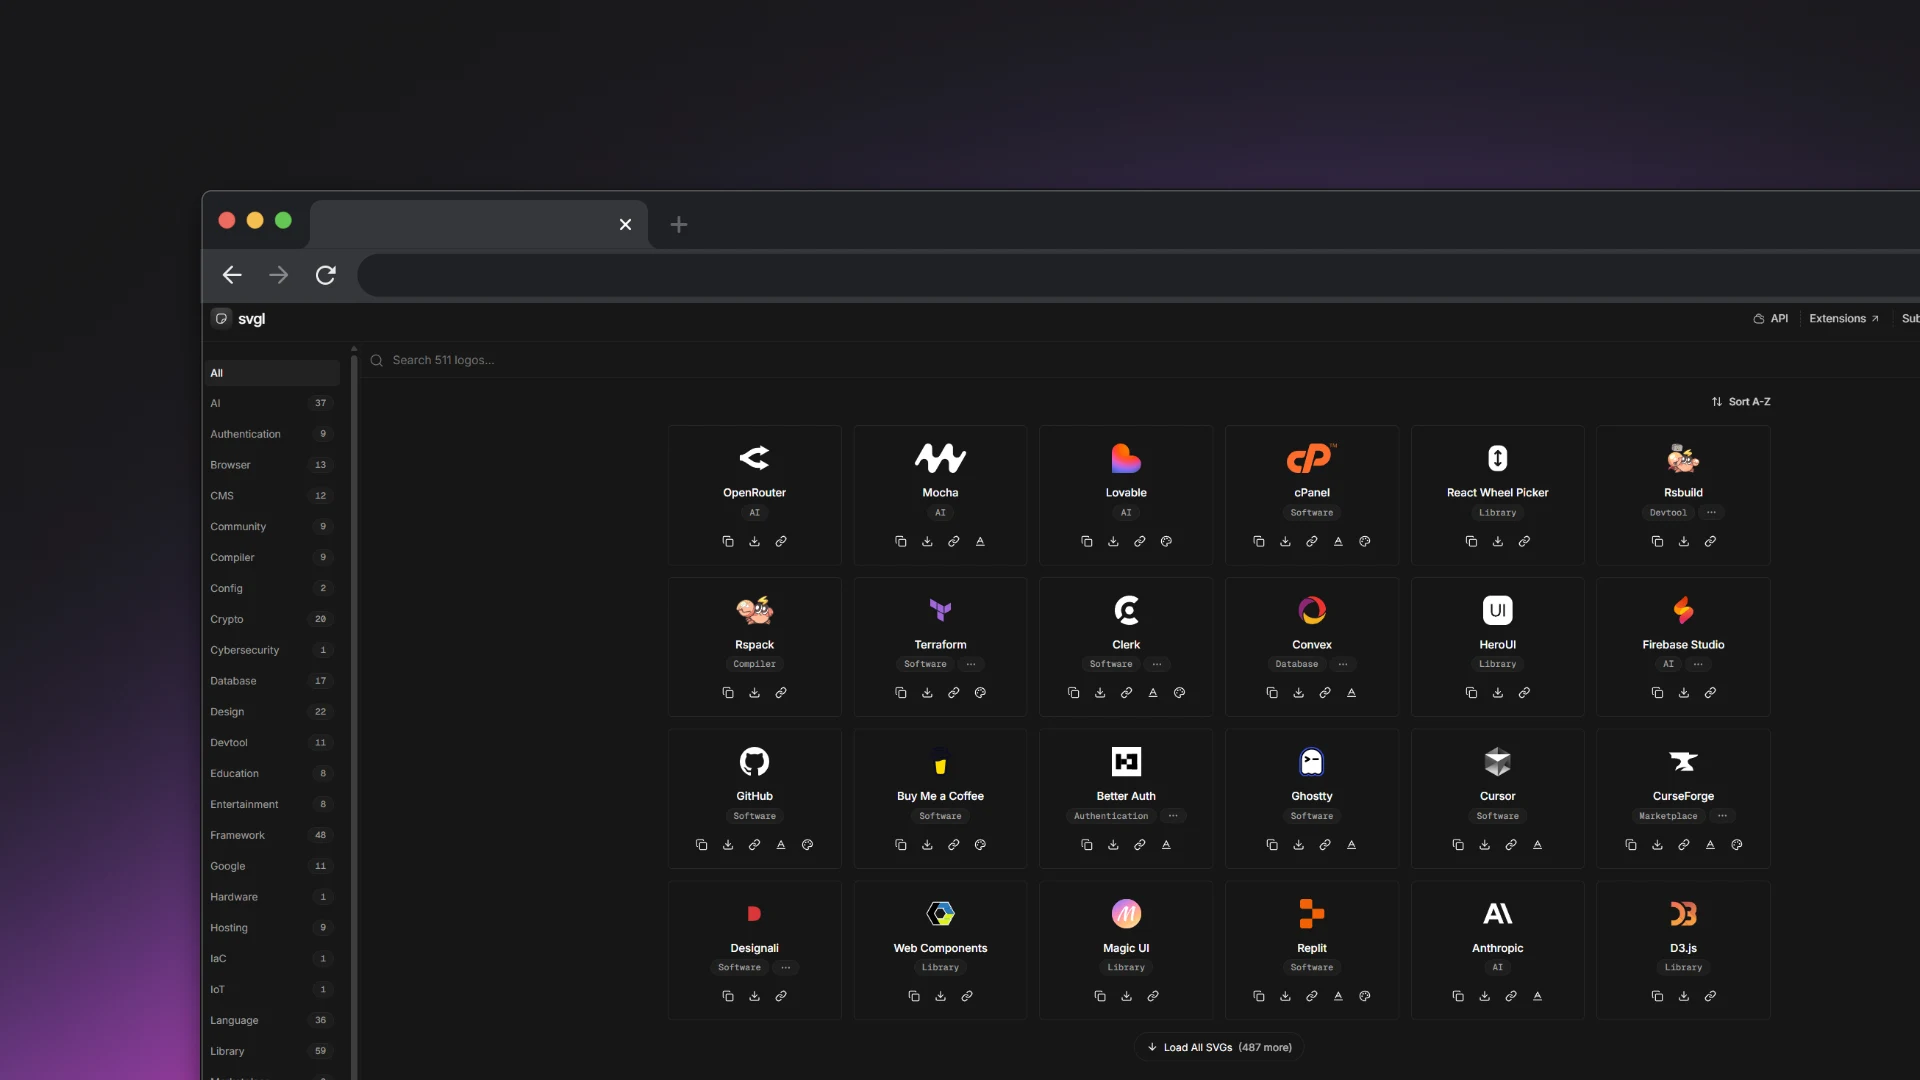 svgl
API
Extensions
Sub
Search 511 logos...
Sort A-Z
All
AI 37
Authentication 9
Browser 13
CMS 12
Community 9
Compiler 9
Config 2
Crypto 20
Cybersecurity 1
Database 17
Design 22
Devtool 11
Education 8
Entertainment 8
Framework 48
Google 11
Hardware 1
Hosting 9
IaC 1
IoT 1
Language 36
Library 59
OpenRouter
AI
Mocha
AI
Lovable
AI
cP™
cPanel
Software
React Wheel Picker
Library
Rsbuild
Devtool ...
Rspack
Compiler
Terraform
Software ...
Clerk
Software ...
Convex
Database ...
UI
HeroUI
Library
Firebase Studio
AI ...
GitHub
Software
Buy Me a Coffee
Software
Better Auth
Authentication ...
Ghostty
Software
Cursor
Software
CurseForge
Marketplace ...
Designali
Software ...
Web Components
Library
Magic UI
Library
Replit
Software
Anthropic
AI
D3.js
Library
Load All SVGs (487 more)